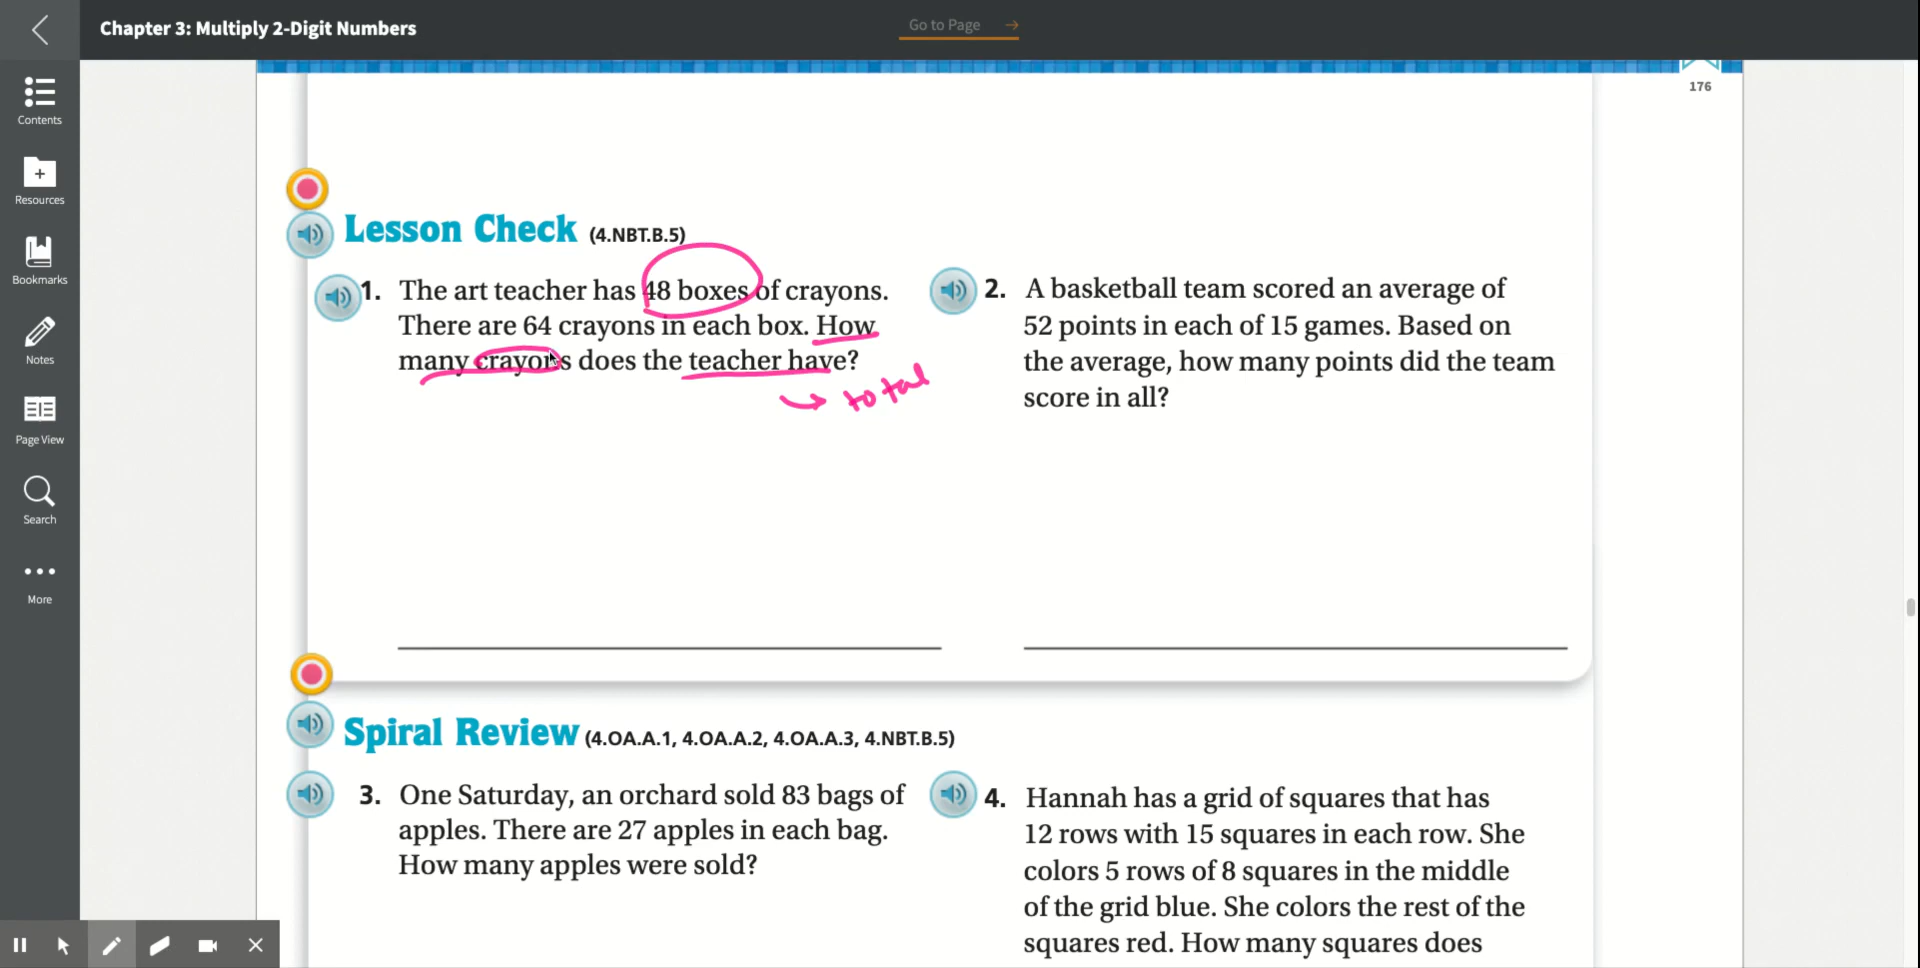 Chapter 3: Multiply 2-Digit Numbers
Go to Page →
176
Contents
Resources
Bookmarks
Notes
Page View
Search
More
Lesson Check (4.NBT.B.5)
1. The art teacher has 48 boxes of crayons.
There are 64 crayons in each box. How
many crayons does the teacher have?
→ total
2. A basketball team scored an average of
52 points in each of 15 games. Based on
the average, how many points did the team
score in all?
Spiral Review (4.OA.A.1, 4.OA.A.2, 4.OA.A.3, 4.NBT.B.5)
3. One Saturday, an orchard sold 83 bags of
apples. There are 27 apples in each bag.
How many apples were sold?
4. Hannah has a grid of squares that has
12 rows with 15 squares in each row. She
colors 5 rows of 8 squares in the middle
of the grid blue. She colors the rest of the
squares red. How many squares does